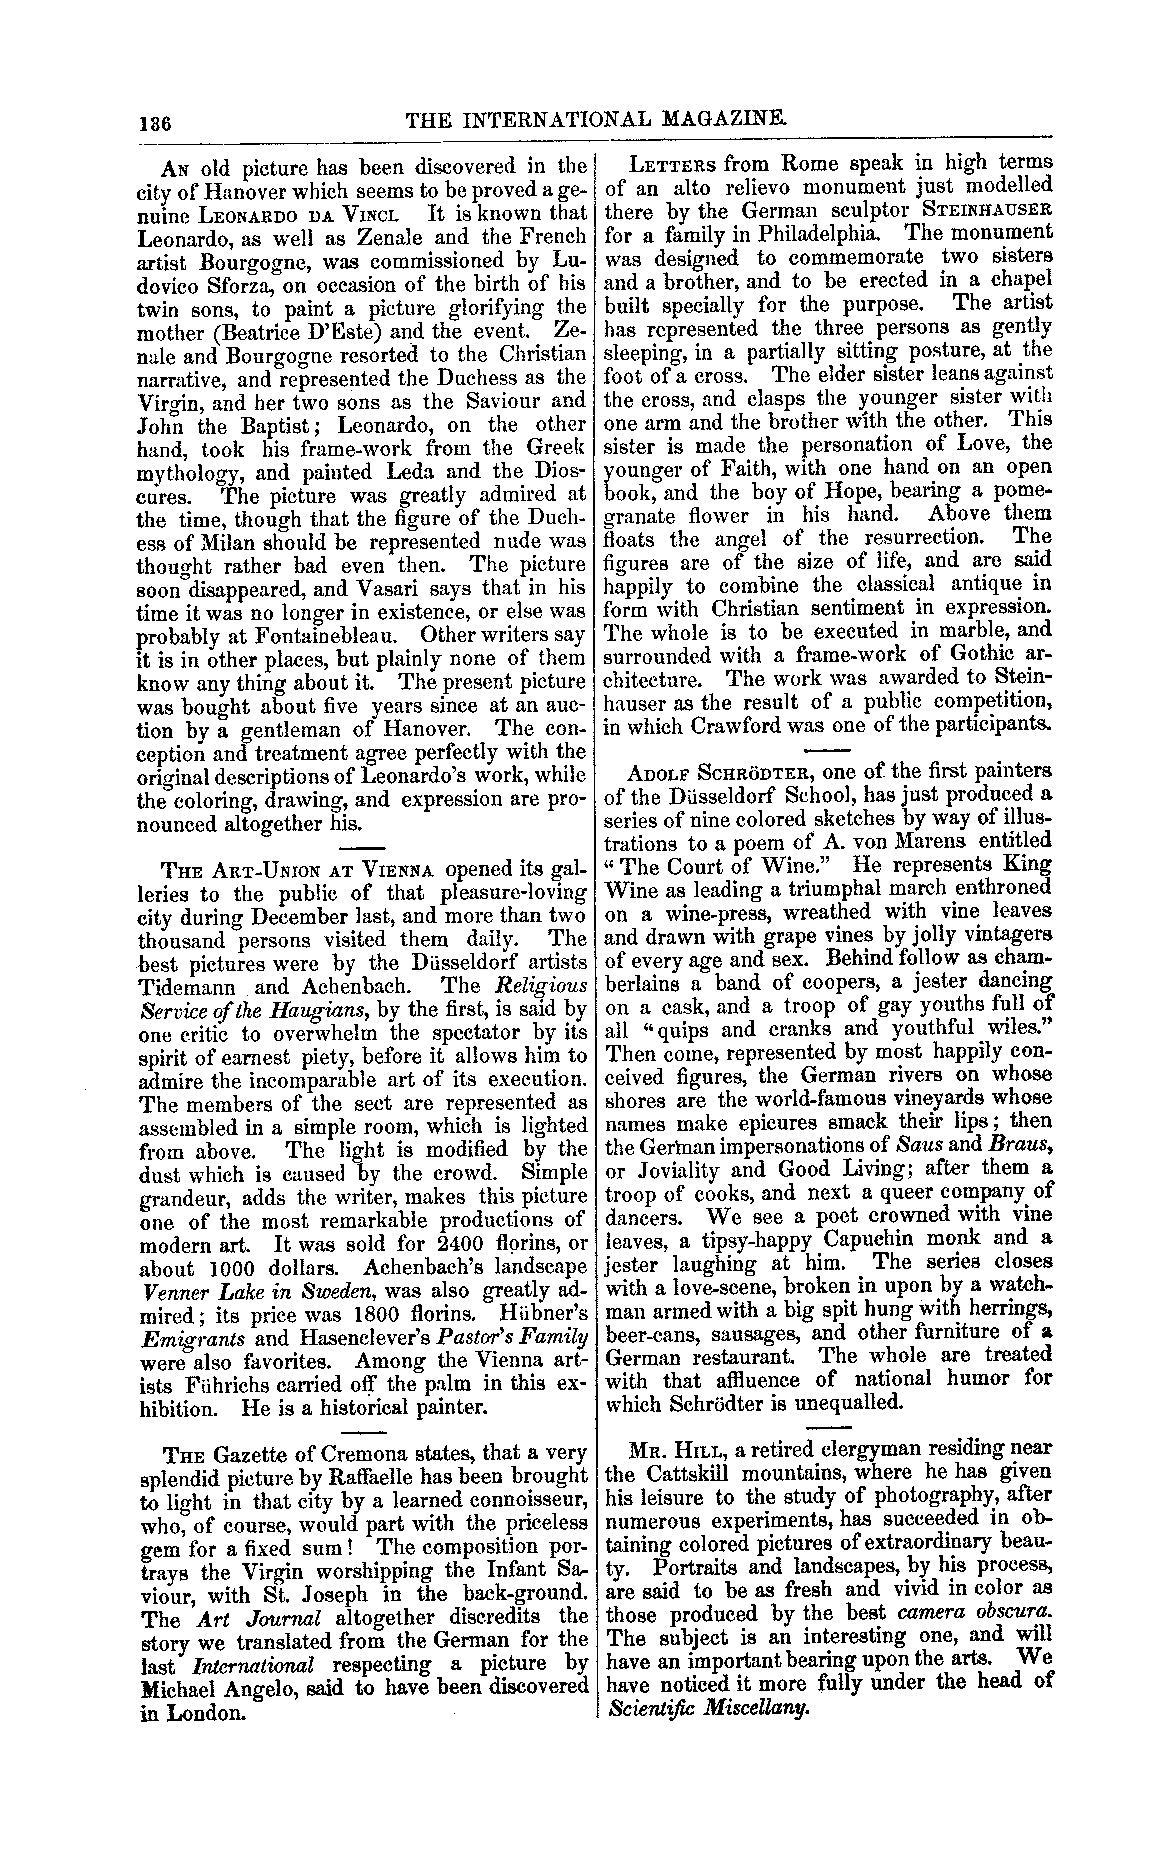 136
THE INTERNATIONAL MAGAZINE.
AN old picture has been discovered in the
city of Hanover which seems to be proved a ge-
nuine LEONARDO DA VINCI. It is known that
Leonardo, as well as Zenale and the French
artist Bourgogne, was commissioned by Lu-
dovico Sforza, on occasion of the birth of his
twin sons, to paint a picture glorifying the
mother (Beatrice D'Este) and the event. Ze-
nale and Bourgogne resorted to the Christian
narrative, and represented the Duchess as the
Virgin, and her two sons as the Saviour and
John the Baptist; Leonardo, on the other
hand, took his frame-work from the Greek
mythology, and painted Leda and the Dios-
cures. The picture was greatly admired at
the time, though that the figure of the Duch-
ess of Milan should be represented nude was
thought rather bad even then. The picture
soon disappeared, and Vasari says that in his
time it was no longer in existence, or else was
probably at Fontainebleau. Other writers say
it is in other places, but plainly none of them
know any thing about it. The present picture
was bought about five years since at an auc-
tion by a gentleman of Hanover. The con-
ception and treatment agree perfectly with the
original descriptions of Leonardo's work, while
the coloring, drawing, and expression are pro-
nounced altogether his.
THE ART-UNION AT VIENNA opened its gal-
leries to the public of that pleasure-loving
city during December last, and more than two
thousand persons visited them daily. The
best pictures were by the Düsseldorf artists
Tidemann and Achenbach. The Religious
Service of the Haugians, by the first, is said by
one critic to overwhelm the spectator by its
spirit of earnest piety, before it allows him to
admire the incomparable art of its execution.
The members of the sect are represented as
assembled in a simple room, which is lighted
from above. The light is modified by the
dust which is caused by the crowd. Simple
grandeur, adds the writer, makes this picture
one of the most remarkable productions of
modern art. It was sold for 2400 florins, or
about 1000 dollars. Achenbach's landscape
Venner Lake in Sweden, was also greatly ad-
mired; its price was 1800 florins. Hübner's
Emigrants and Hasenclever's Pastor's Family
were also favorites. Among the Vienna art-
ists Führichs carried off the palm in this ex-
hibition. He is a historical painter.
THE Gazette of Cremona states, that a very
splendid picture by Raffaelle has been brought
to light in that city by a learned connoisseur,
who, of course, would part with the priceless
gem for a fixed sum! The composition por-
trays the Virgin worshipping the Infant Sa-
viour, with St. Joseph in the back-ground.
The Art Journal altogether discredits the
story we translated from the German for the
last International respecting a picture by
Michael Angelo, said to have been discovered
in London.
LETTERS from Rome speak in high terms
of an alto relievo monument just modelled
there by the German sculptor STEINHAUSER
for a family in Philadelphia. The monument
was designed to commemorate two sisters
and a brother, and to be erected in a chapel
built specially for the purpose. The artist
has represented the three persons as gently
sleeping, in a partially sitting posture, at the
foot of a cross. The elder sister leans against
the cross, and clasps the younger sister with
one arm and the brother with the other. This
sister is made the personation of Love, the
younger of Faith, with one hand on an open
book, and the boy of Hope, bearing a pome-
granate flower in his hand. Above them
floats the angel of the resurrection. The
figures are of the size of life, and are said
happily to combine the classical antique in
form with Christian sentiment in expression.
The whole is to be executed in marble, and
surrounded with a frame-work of Gothic ar-
chitecture. The work was awarded to Stein-
hauser as the result of a public competition,
in which Crawford was one of the participants.
ADOLF SCHRÖDTER, one of the first painters
of the Düsseldorf School, has just produced a
series of nine colored sketches by way of illus-
trations to a poem of A. von Marens entitled
"The Court of Wine." He represents King
Wine as leading a triumphal march enthroned
on a wine-press, wreathed with vine leaves
and drawn with grape vines by jolly vintagers
of every age and sex. Behind follow as cham-
berlains a band of coopers, a jester dancing
on a cask, and a troop of gay youths full of
all "quips and cranks and youthful wiles."
Then come, represented by most happily con-
ceived figures, the German rivers on whose
shores are the world-famous vineyards whose
names make epicures smack their lips; then
the German impersonations of Saus and Braus,
or Joviality and Good Living; after them a
troop of cooks, and next a queer company of
dancers. We see a poet crowned with vine
leaves, a tipsy-happy Capuchin monk and a
jester laughing at him. The series closes
with a love-scene, broken in upon by a watch-
man armed with a big spit hung with herrings,
beer-cans, sausages, and other furniture of a
German restaurant. The whole are treated
with that affluence of national humor for
which Schrödter is unequalled.
MR. HILL, a retired clergyman residing near
the Cattskill mountains, where he has given
his leisure to the study of photography, after
numerous experiments, has succeeded in ob-
taining colored pictures of extraordinary beau-
ty. Portraits and landscapes, by his process,
are said to be as fresh and vivid in color as
those produced by the best camera obscura.
The subject is an interesting one, and will
have an important bearing upon the arts. We
have noticed it more fully under the head of
Scientific Miscellany.